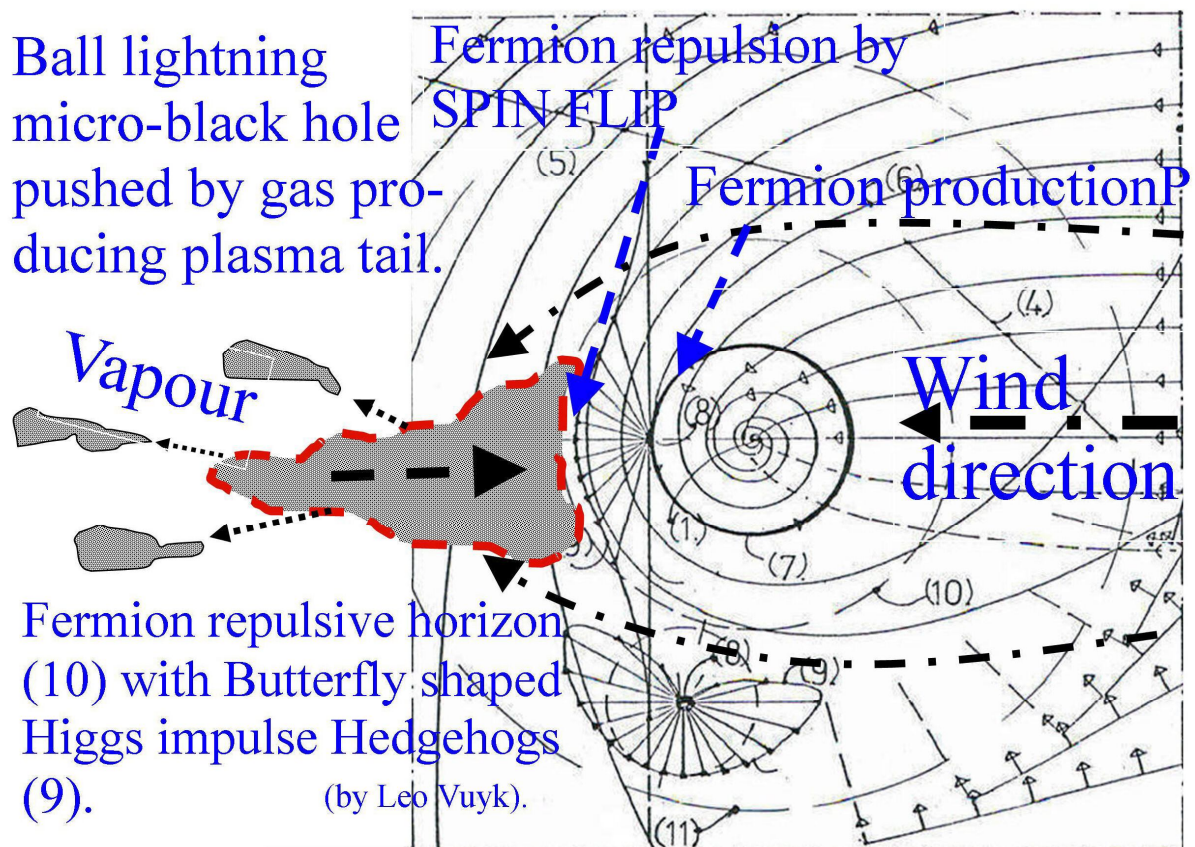 Ball lightning
micro-black hole
pushed by gas pro-
ducing plasma tail.
Fermion repulsion by
SPIN FLIP
(5)
(6)
Fermion productionP
(4)
Vapour
Wind
direction
(8)
(1)
(7)
(10)
(8)
(9)
(11)
Fermion repulsive horizon
(10) with Butterfly shaped
Higgs impulse Hedgehogs
(9).
(by Leo Vuyk).